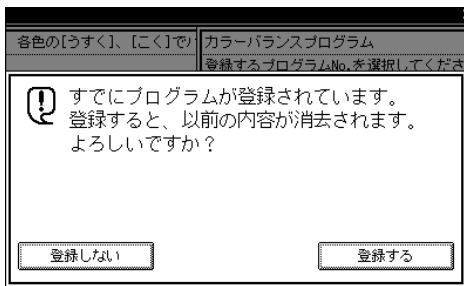 各色の[うすく]、[こく]で
カラーバランスプログラム
登録するプログラムNo.を選択してくださ
すでにプログラムが登録されています。
登録すると、以前の内容が消去されます。
よろしいですか？
登録しない
登録する